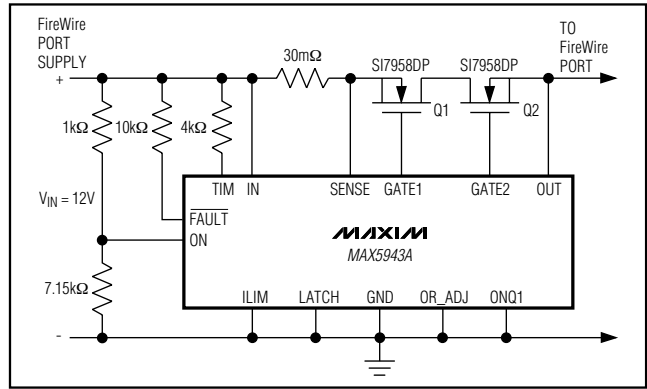 FireWire
PORT
SUPPLY
+
30mΩ
SI7958DP
SI7958DP
TO
FireWire
PORT
Q1
Q2
1kΩ
10kΩ
4kΩ
TIM IN SENSE GATE1 GATE2 OUT
VIN = 12V
FAULT
ON
MAXIM
MAX5943A
7.15kΩ
ILIM LATCH GND OR_ADJ ONQ1
-